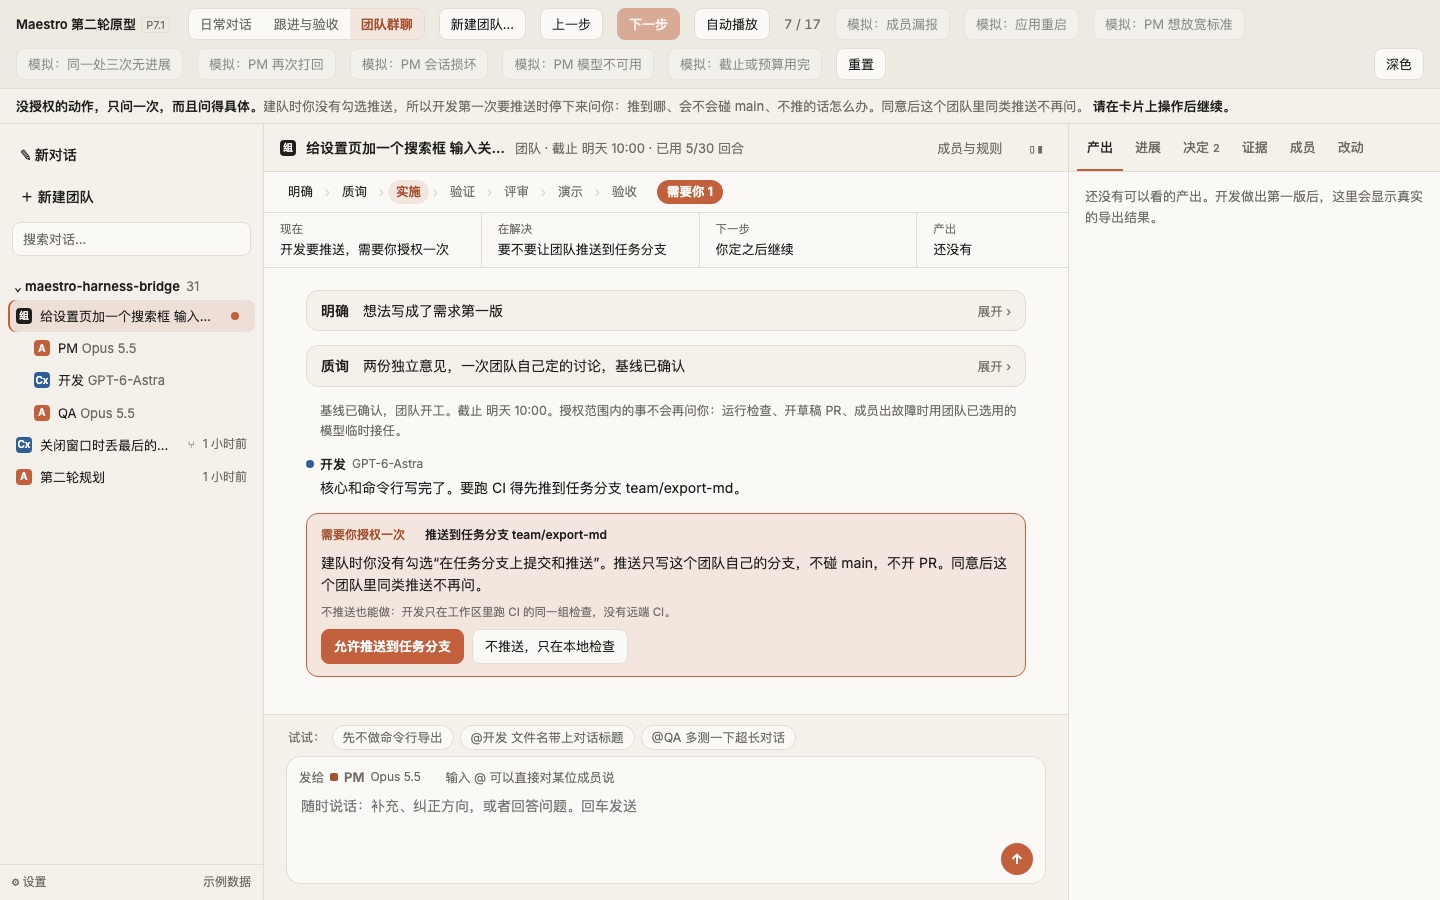 Maestro 第二轮原型 P7.1 日常对话 跟进与验收 团队群聊 新建团队… 上一步 下一步 自动播放 7 / 17 模拟：成员漏报 模拟：应用重启 模拟：PM 想放宽标准
模拟：同一处三次无进展 模拟：PM 再次打回 模拟：PM 会话损坏 模拟：PM 模型不可用 模拟：截止或预算用完 重置 深色
没授权的动作，只问一次，而且问得具体。建队时你没有勾选推送，所以开发第一次要推送时停下来问你：推到哪、会不会碰 main、不推的话怎么办。同意后这个团队里同类推送不再问。 请在卡片上操作后继续。
✎ 新对话
＋ 新建团队
搜索对话…
maestro-harness-bridge 31
组 给设置页加一个搜索框 输入…
A PM Opus 5.5
Cx 开发 GPT-6-Astra
A QA Opus 5.5
Cx 关闭窗口时丢最后的… 1 小时前
A 第二轮规划 1 小时前
⚙ 设置 示例数据
组 给设置页加一个搜索框 输入关… 团队 · 截止 明天 10:00 · 已用 5/30 回合 成员与规则
明确 › 质询 › 实施 › 验证 › 评审 › 演示 › 验收 需要你 1
现在 在解决 下一步 产出
开发要推送，需要你授权一次 要不要让团队推送到任务分支 你定之后继续 还没有
明确 想法写成了需求第一版 展开 ›
质询 两份独立意见，一次团队自己定的讨论，基线已确认 展开 ›
基线已确认，团队开工。截止 明天 10:00。授权范围内的事不会再问你：运行检查、开草稿 PR、成员出故障时用团队已选用的
模型临时接任。
开发 GPT-6-Astra
核心和命令行写完了。要跑 CI 得先推到任务分支 team/export-md。
需要你授权一次 推送到任务分支 team/export-md
建队时你没有勾选“在任务分支上提交和推送”。推送只写这个团队自己的分支，不碰 main，不开 PR。同意后这
个团队里同类推送不再问。
不推送也能做：开发只在工作区里跑 CI 的同一组检查，没有远端 CI。
允许推送到任务分支 不推送，只在本地检查
试试： 先不做命令行导出 @开发 文件名带上对话标题 @QA 多测一下超长对话
发给 PM Opus 5.5 输入 @ 可以直接对某位成员说
随时说话：补充、纠正方向，或者回答问题。回车发送
产出 进展 决定 2 证据 成员 改动
还没有可以看的产出。开发做出第一版后，这里会显示真实
的导出结果。